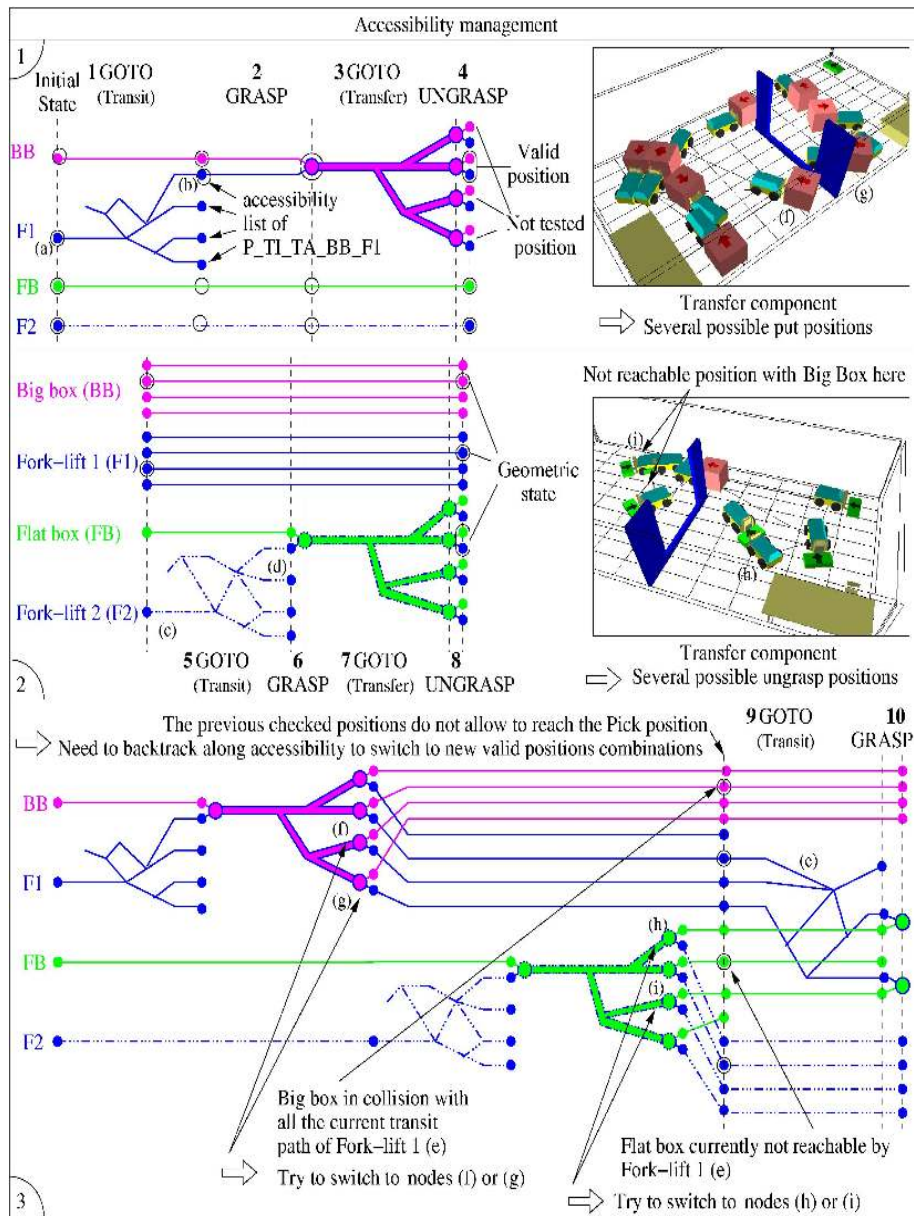 Accessibility management
1
Initial
State
1 GOTO
(Transit)
2
GRASP
3 GOTO
(Transfer)
4
UNGRASP
BB
(b)
accessibility
list of
P_TI_TA_BB_F1
Valid
position
Not tested
position
F1
(a)
FB
F2
(f)
(g)
Transfer component
Several possible put positions
Big box (BB)
Fork-lift 1 (F1)
Flat box (FB)
Fork-lift 2 (F2)
(d)
(c)
Geometric
state
5 GOTO
(Transit)
6
GRASP
7 GOTO
(Transfer)
8
UNGRASP
2
Not reachable position with Big Box here
(i)
(h)
Transfer component
Several possible ungrasp positions
The previous checked positions do not allow to reach the Pick position
Need to backtrack along accessibility to switch to new valid positions combinations
9 GOTO
(Transit)
10
GRASP
BB
(f)
F1
(g)
(e)
(h)
FB
(i)
F2
Big box in collision with
all the current transit
path of Fork-lift 1 (e)
Try to switch to nodes (f) or (g)
Flat box currently not reachable by
Fork-lift 1 (e)
Try to switch to nodes (h) or (i)
3